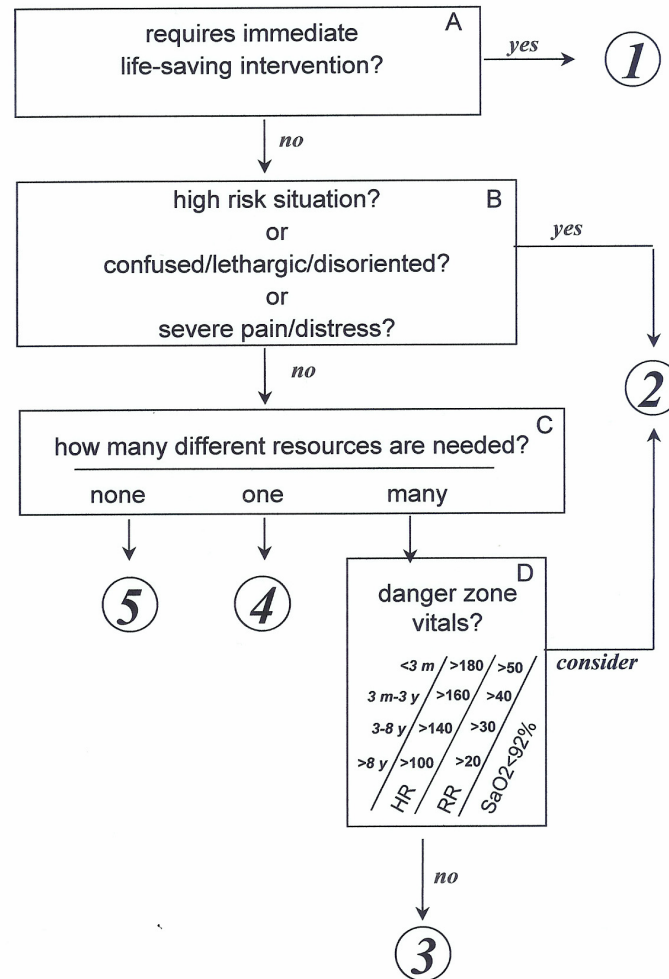 A
requires immediate
life-saving intervention?
yes
1
no
B
high risk situation?
or
confused/lethargic/disoriented?
or
severe pain/distress?
yes
2
no
C
how many different resources are needed?
none one many
5 4
D
danger zone
vitals?
<3 m >180 >50
3 m-3 y >160 >40
3-8 y >140 >30
>8 y >100 >20
HR RR SaO2<92%
consider
no
3